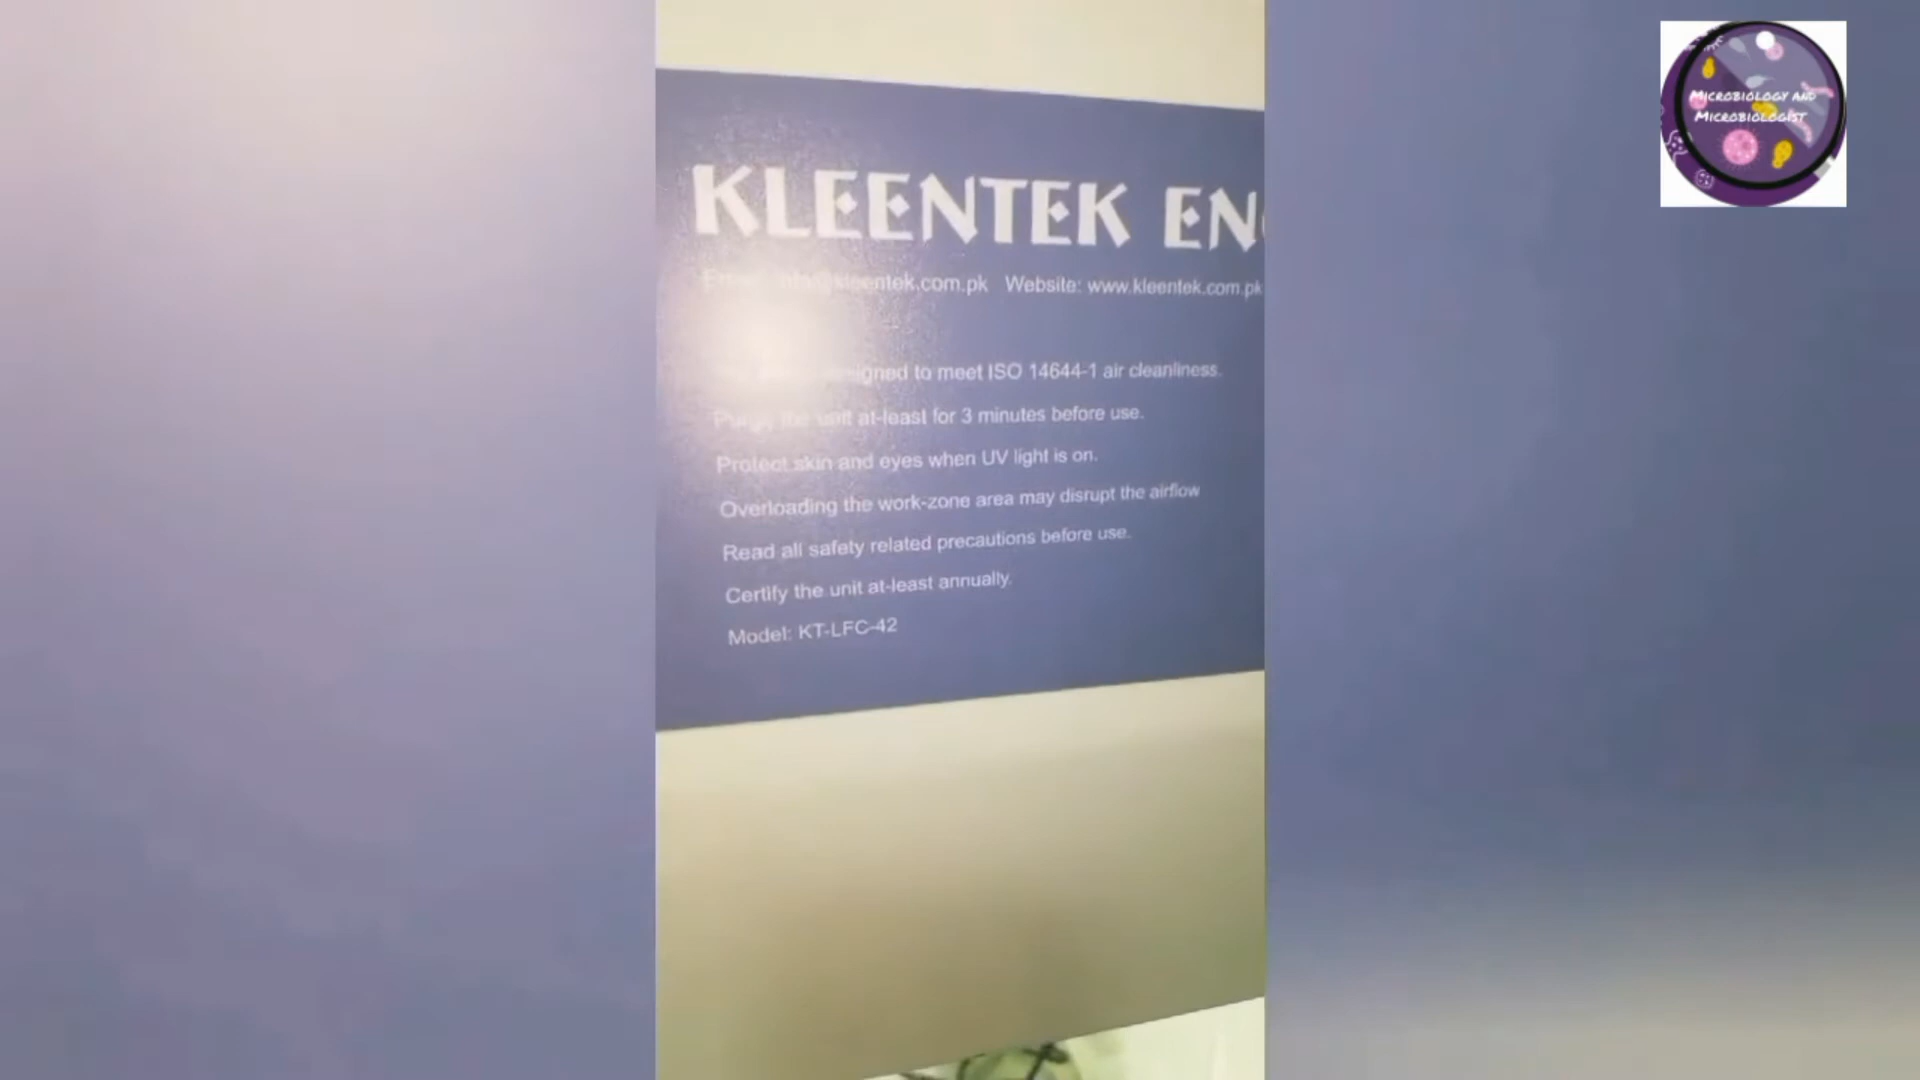 KLEENTEK EN
kleentek.com.pk Website: www.kleentek.com.pk
to meet ISO 14644-1 air cleanliness.
the unit at-least for 3 minutes before use.
Protect skin and eyes when UV light is on.
Overloading the work-zone area may disrupt the airflow
Read all safety related precautions before use.
Certify the unit at-least annually.
Model: KT-LFC-42
MICROBIOLOGY AND
MICROBIOLOGIST